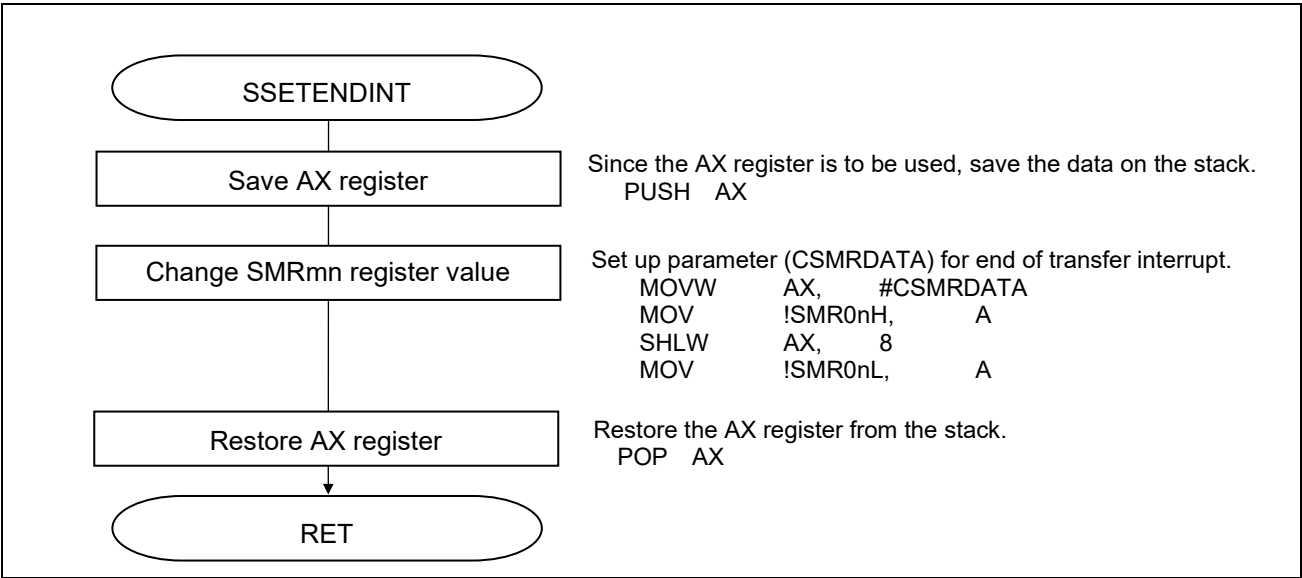 SSETENDINT
Save AX register
Since the AX register is to be used, save the data on the stack.
PUSH AX
Change SMRmn register value
Set up parameter (CSMRDATA) for end of transfer interrupt.
MOVW AX, #CSMRDATA
MOV !SMR0nH, A
SHLW AX, 8
MOV !SMR0nL, A
Restore AX register
Restore the AX register from the stack.
POP AX
RET